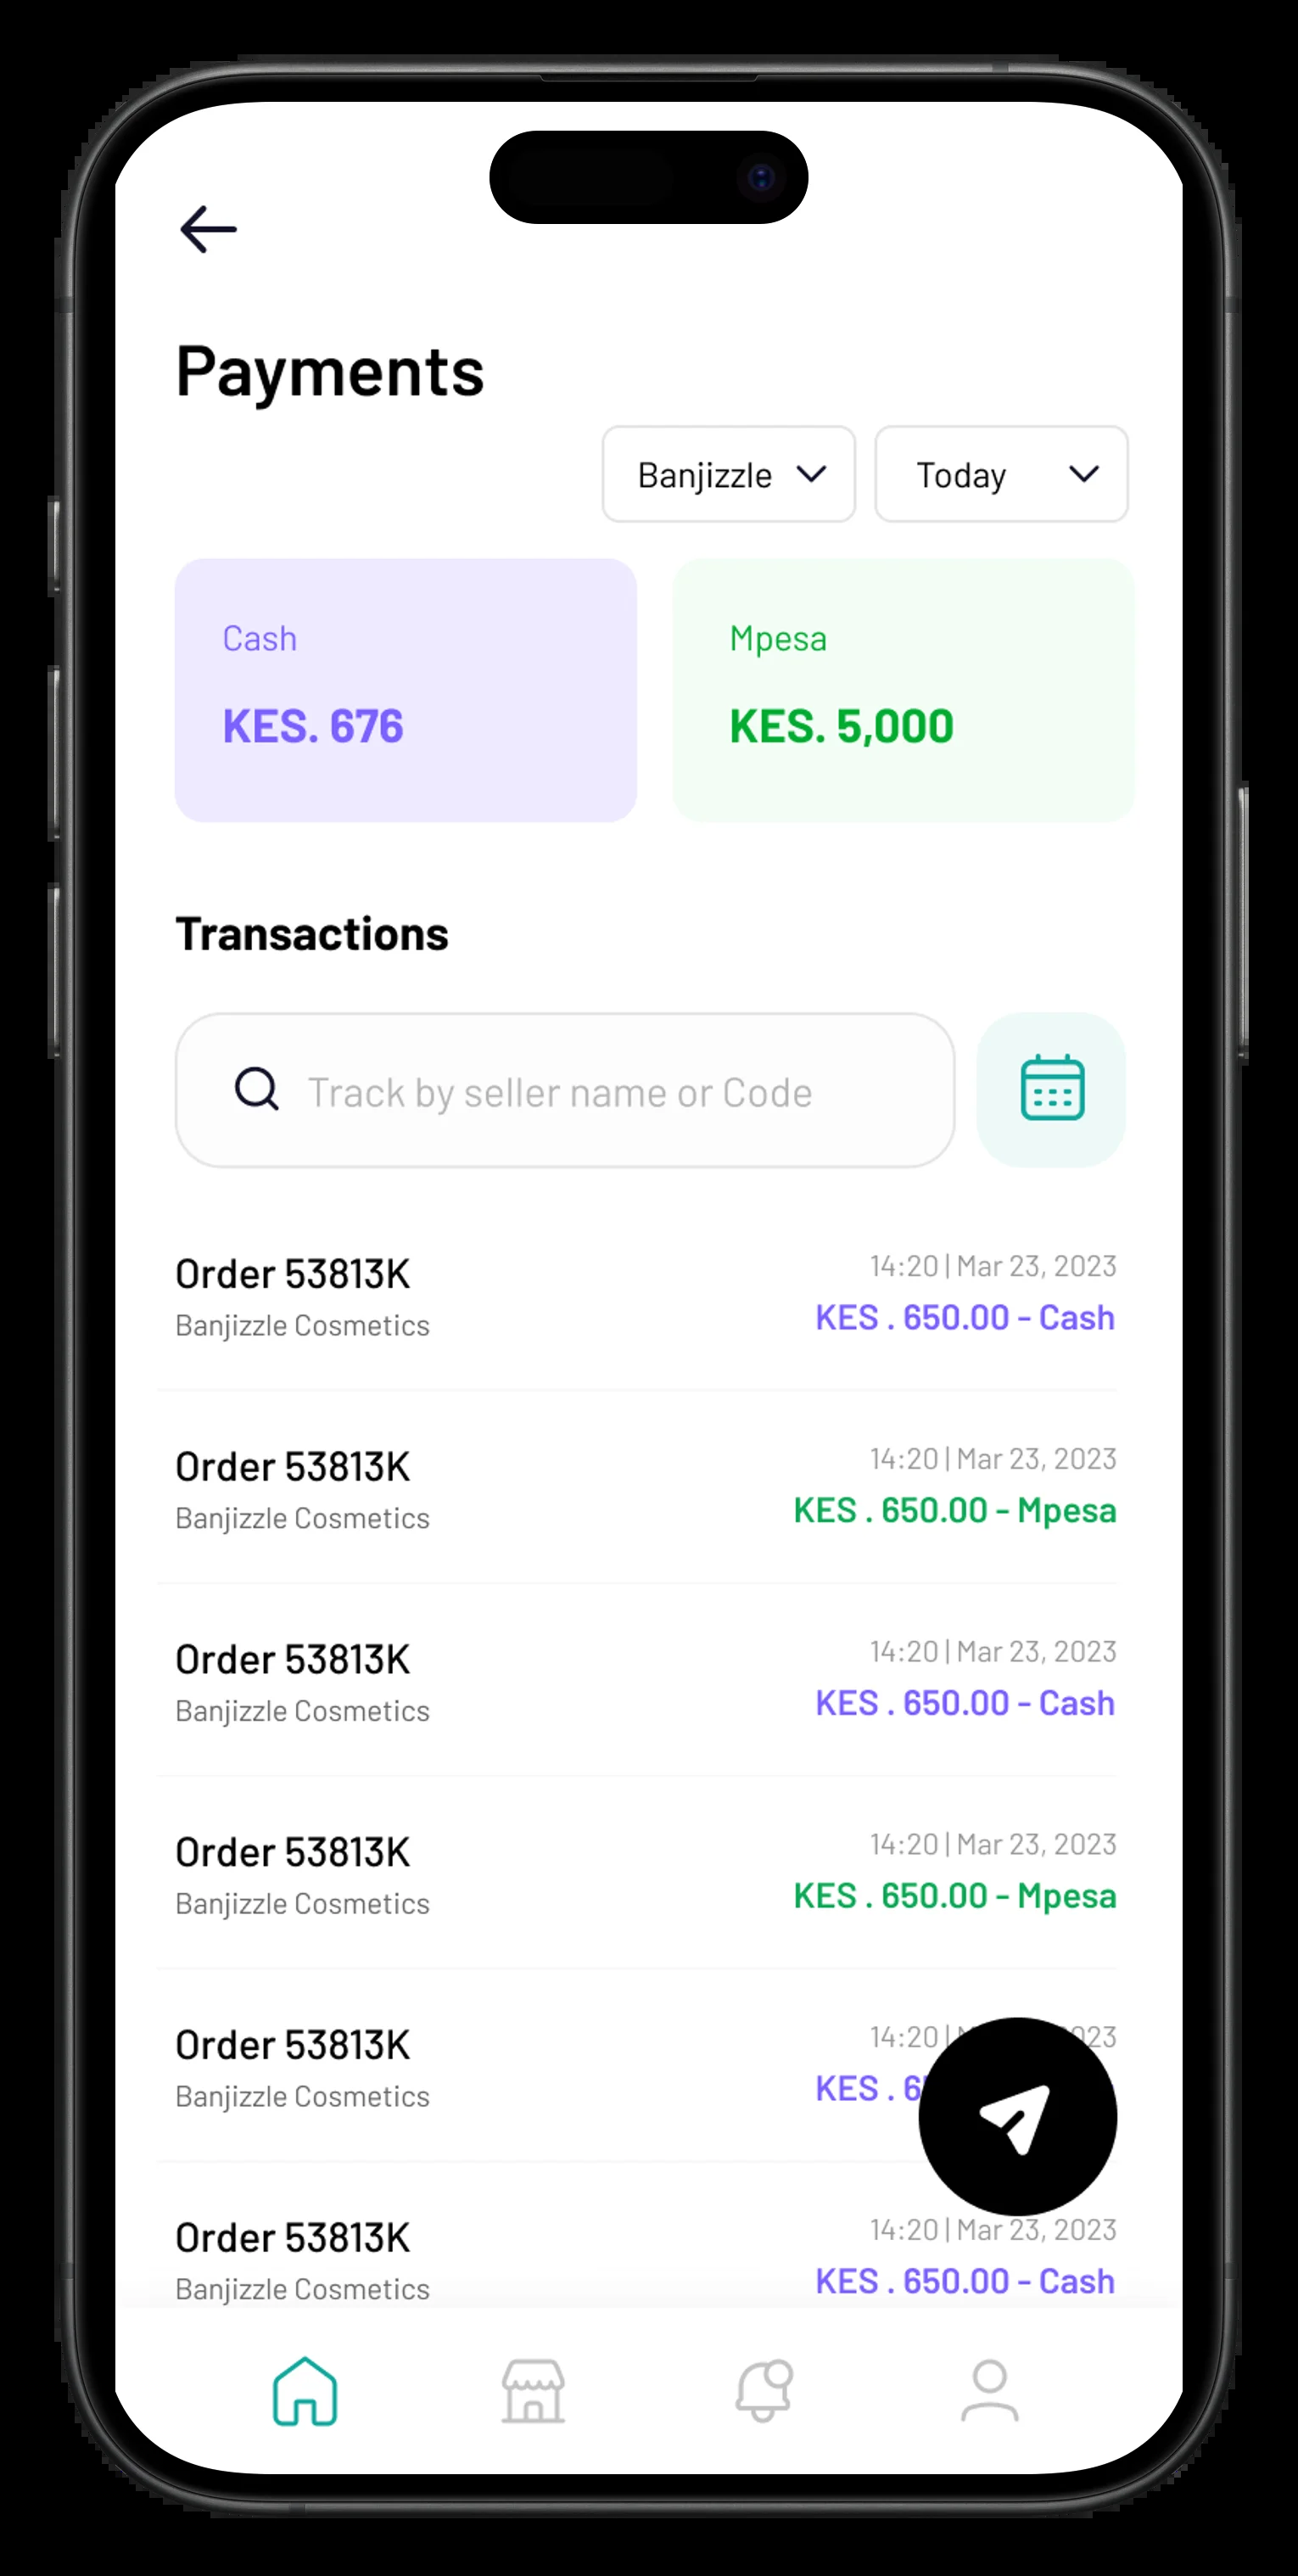 Payments
Banjizzle Today
Cash Mpesa
KES. 676 KES. 5,000
Transactions
Track by seller name or Code
Order 53813K 14:20 | Mar 23, 2023
Banjizzle Cosmetics KES . 650.00 - Cash
Order 53813K 14:20 | Mar 23, 2023
Banjizzle Cosmetics KES . 650.00 - Mpesa
Order 53813K 14:20 | Mar 23, 2023
Banjizzle Cosmetics KES . 650.00 - Cash
Order 53813K 14:20 | Mar 23, 2023
Banjizzle Cosmetics KES . 650.00 - Mpesa
Order 53813K 14:20 |
Banjizzle Cosmetics KES .
Order 53813K 14:20 | Mar 23, 2023
Banjizzle Cosmetics KES . 650.00 - Cash